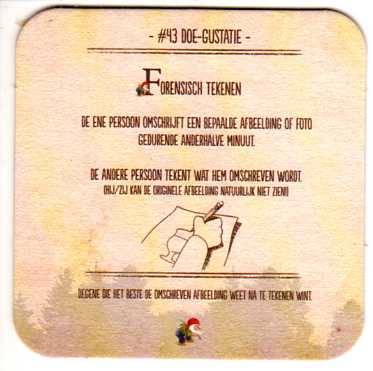 - #43 DOE-GUSTATIE -
FORENSISCH TEKENEN
DE ENE PERSOON OMSCHRIJFT EEN BEPAALDE AFBEELDING OF FOTO
GEDURENDE ANDERHALVE MINUUT.
DE ANDERE PERSOON TEKENT WAT HEM OMSCHREVEN WORDT.
(HIJ/ZIJ KAN DE ORIGINELE AFBEELDING NATUURLIJK NIET ZIEN!)
DEGENE DIE HET BESTE DE OMSCHREVEN AFBEELDING WEET NA TE TEKENEN WINT.